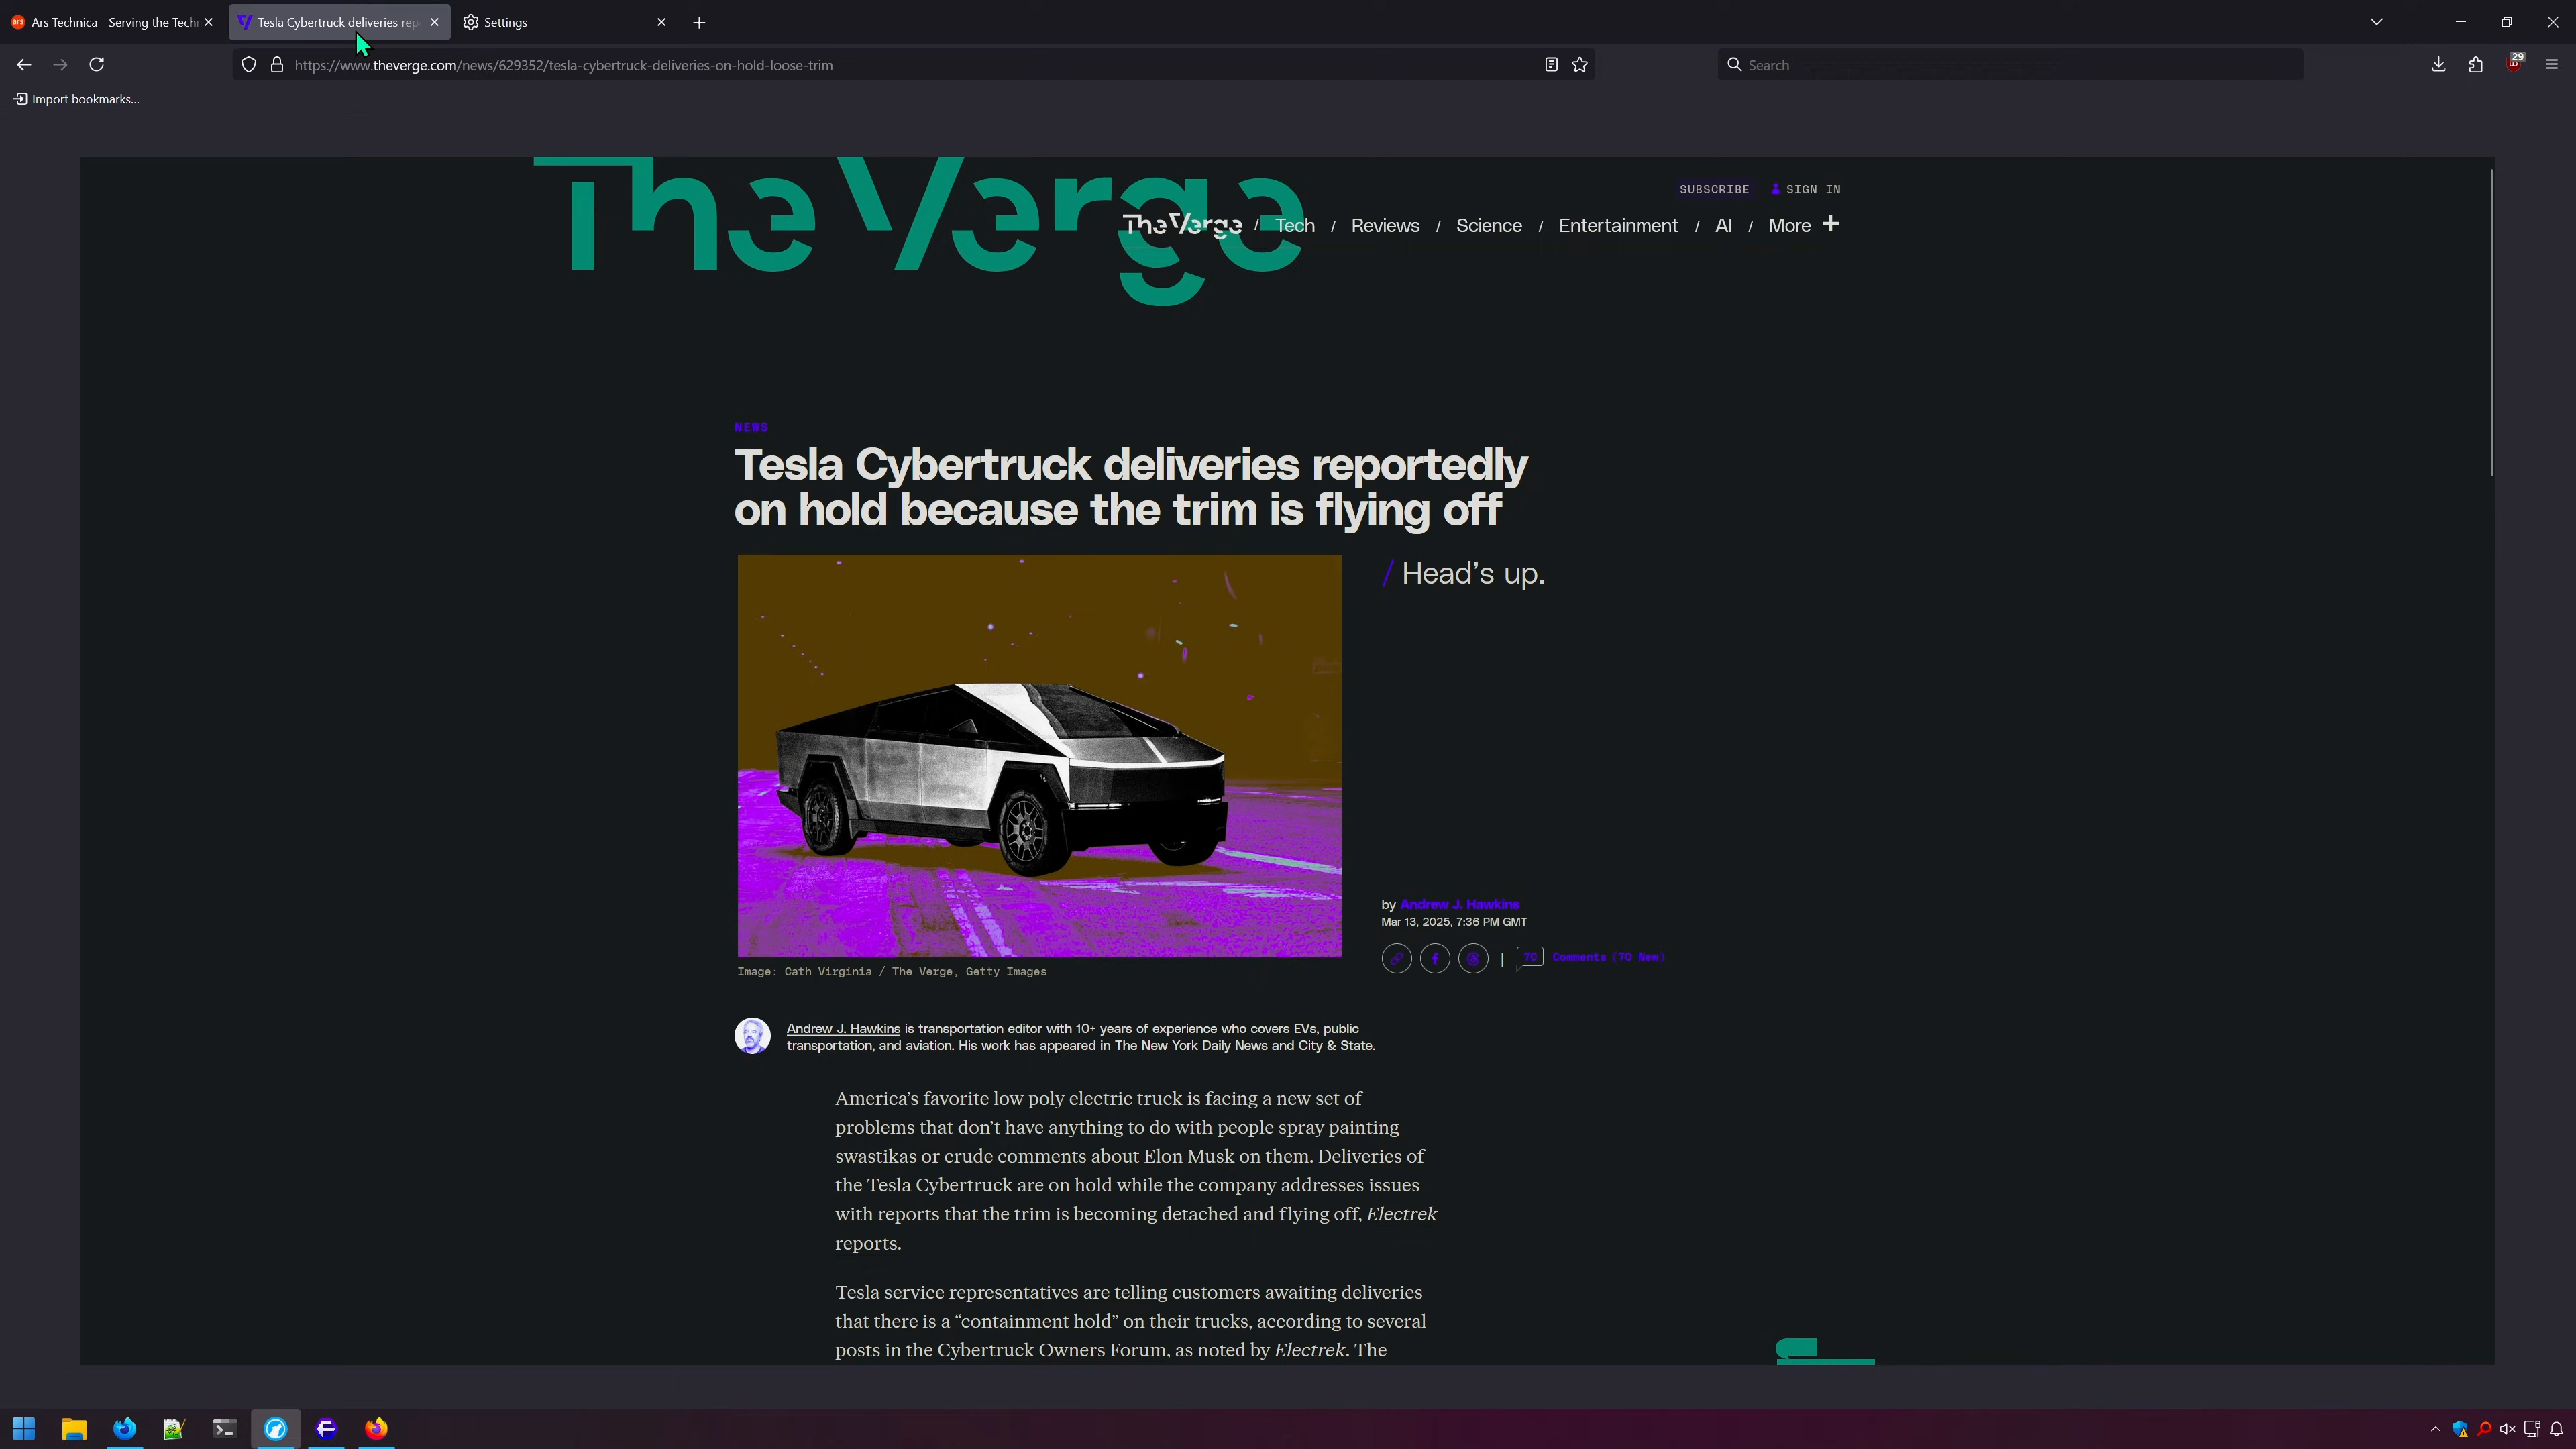 Ars Technica - Serving the Techn
Tesla Cybertruck deliveries rep
Settings
https://www.theverge.com/news/629352/tesla-cybertruck-deliveries-on-hold-loose-trim
Search
29
Import bookmarks...
The Verge
SUBSCRIBE
SIGN IN
The Verge / Tech / Reviews / Science / Entertainment / AI / More +
NEWS
Tesla Cybertruck deliveries reportedly
on hold because the trim is flying off
/ Head’s up.
by Andrew J. Hawkins
Mar 13, 2025, 7:36 PM GMT
70 Comments (70 New)
Image: Cath Virginia / The Verge, Getty Images
Andrew J. Hawkins is transportation editor with 10+ years of experience who covers EVs, public
transportation, and aviation. His work has appeared in The New York Daily News and City & State.
America’s favorite low poly electric truck is facing a new set of
problems that don’t have anything to do with people spray painting
swastikas or crude comments about Elon Musk on them. Deliveries of
the Tesla Cybertruck are on hold while the company addresses issues
with reports that the trim is becoming detached and flying off, Electrek
reports.
Tesla service representatives are telling customers awaiting deliveries
that there is a “containment hold” on their trucks, according to several
posts in the Cybertruck Owners Forum, as noted by Electrek. The